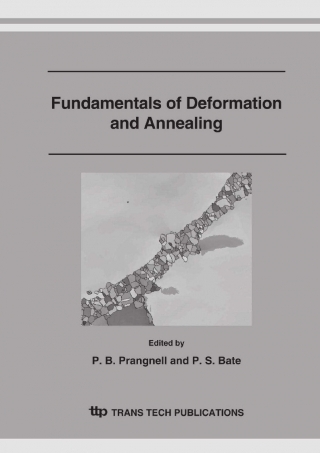 Fundamentals of Deformation
and Annealing
Edited by
P. B. Prangnell and P. S. Bate
ttp TRANS TECH PUBLICATIONS